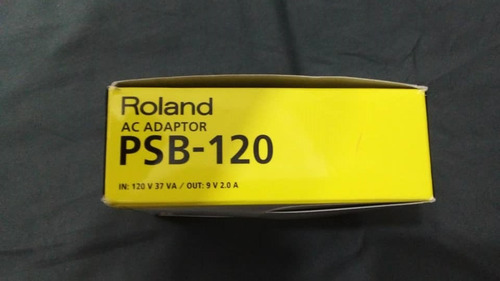 Roland
AC ADAPTOR
PSB-120
IN: 120 V 37 VA / OUT: 9 V 2.0 A